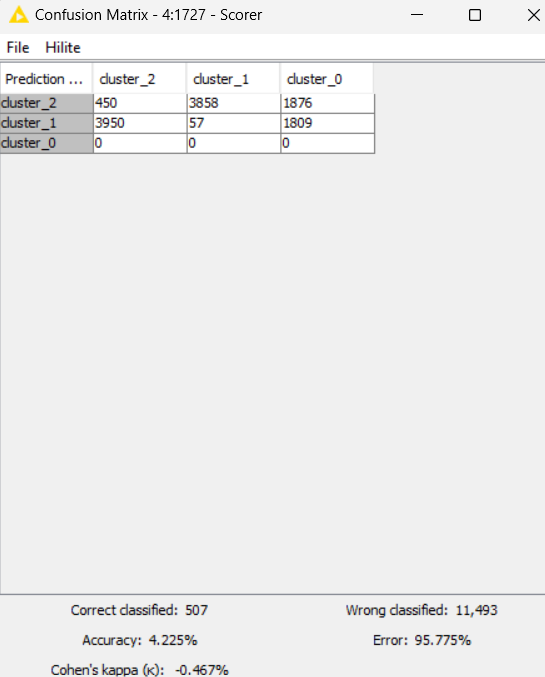 Confusion Matrix - 4:1727 - Scorer
File Hilite
Prediction ... cluster_2 cluster_1 cluster_0
cluster_2 450 3858 1876
cluster_1 3950 57 1809
cluster_0 0 0 0
Correct classified: 507 Wrong classified: 11,493
Accuracy: 4.225% Error: 95.775%
Cohen's kappa (κ): -0.467%